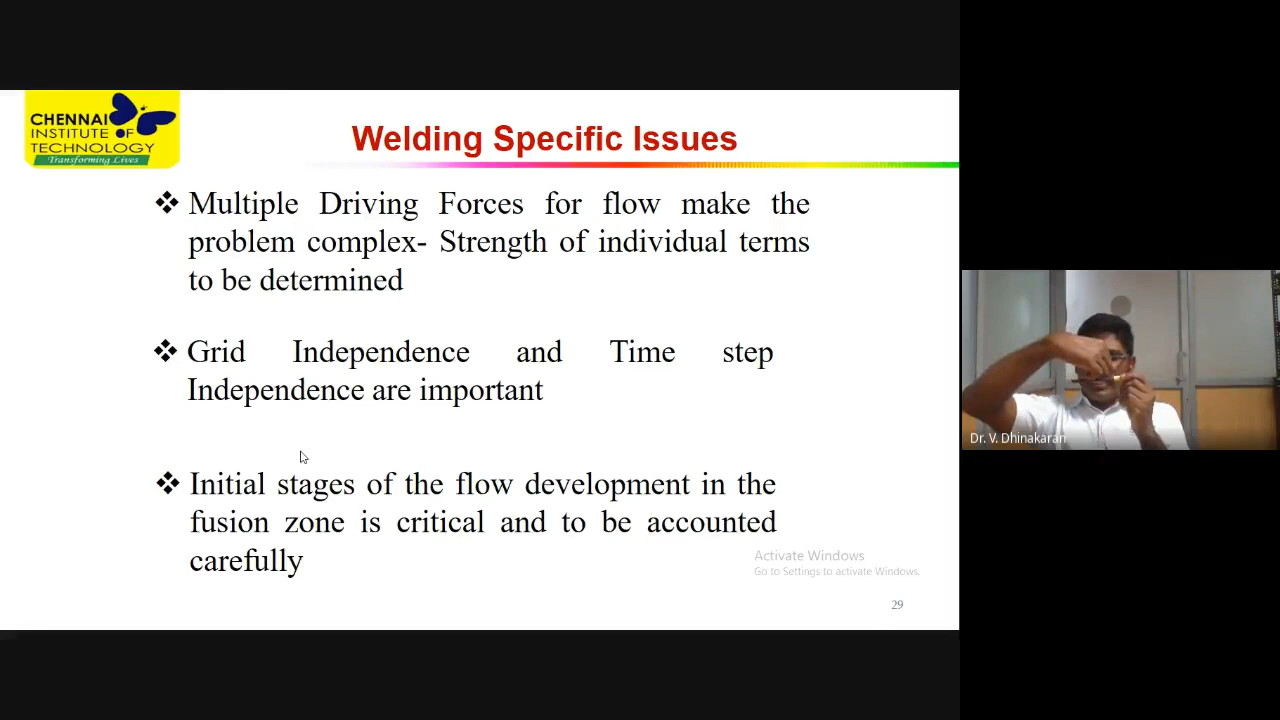 CHENNAI
INSTITUTE OF
TECHNOLOGY
Transforming Lives
Welding Specific Issues
❖ Multiple Driving Forces for flow make the
problem complex- Strength of individual terms
to be determined
❖ Grid Independence and Time step
Independence are important
❖ Initial stages of the flow development in the
fusion zone is critical and to be accounted
carefully
Activate Windows
Go to Settings to activate Windows.
29
Dr. V. Dhinakaran